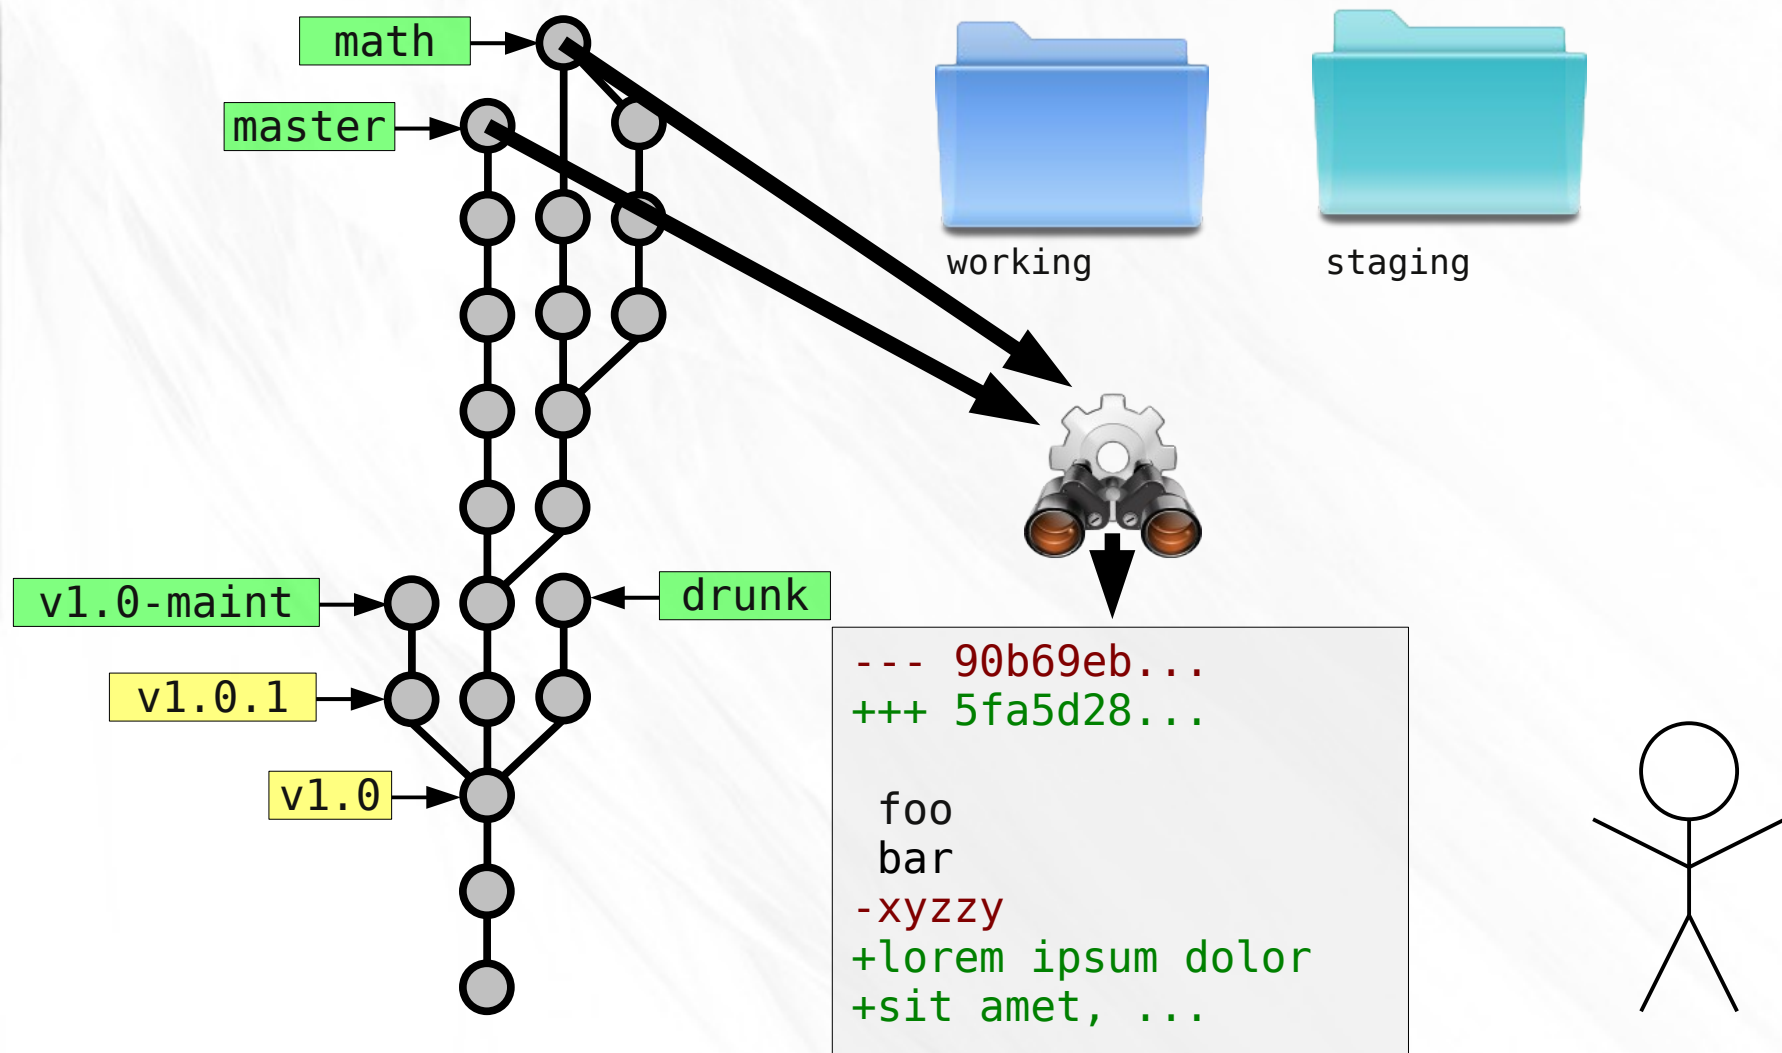 math
master
working
staging
v1.0-maint
drunk
v1.0.1
v1.0
--- 90b69eb...
+++ 5fa5d28...
foo
bar
-xyzzy
+lorem ipsum dolor
+sit amet, ...